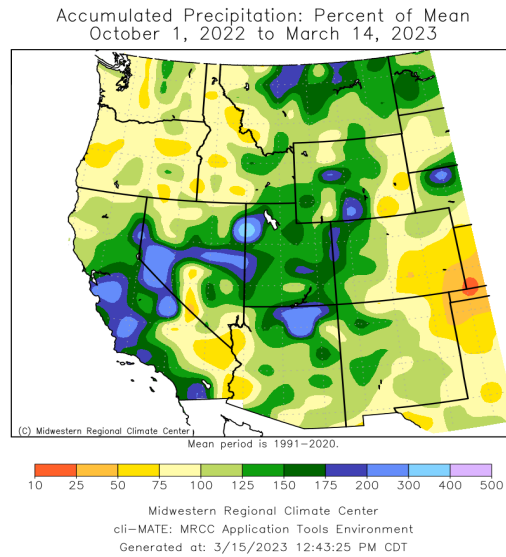 Accumulated Precipitation: Percent of Mean
October 1, 2022 to March 14, 2023
(C) Midwestern Regional Climate Center
Mean period is 1991-2020.
10 25 50 75 100 125 150 175 200 300 400 500
Midwestern Regional Climate Center
cli-MATE: MRCC Application Tools Environment
Generated at: 3/15/2023 12:43:25 PM CDT